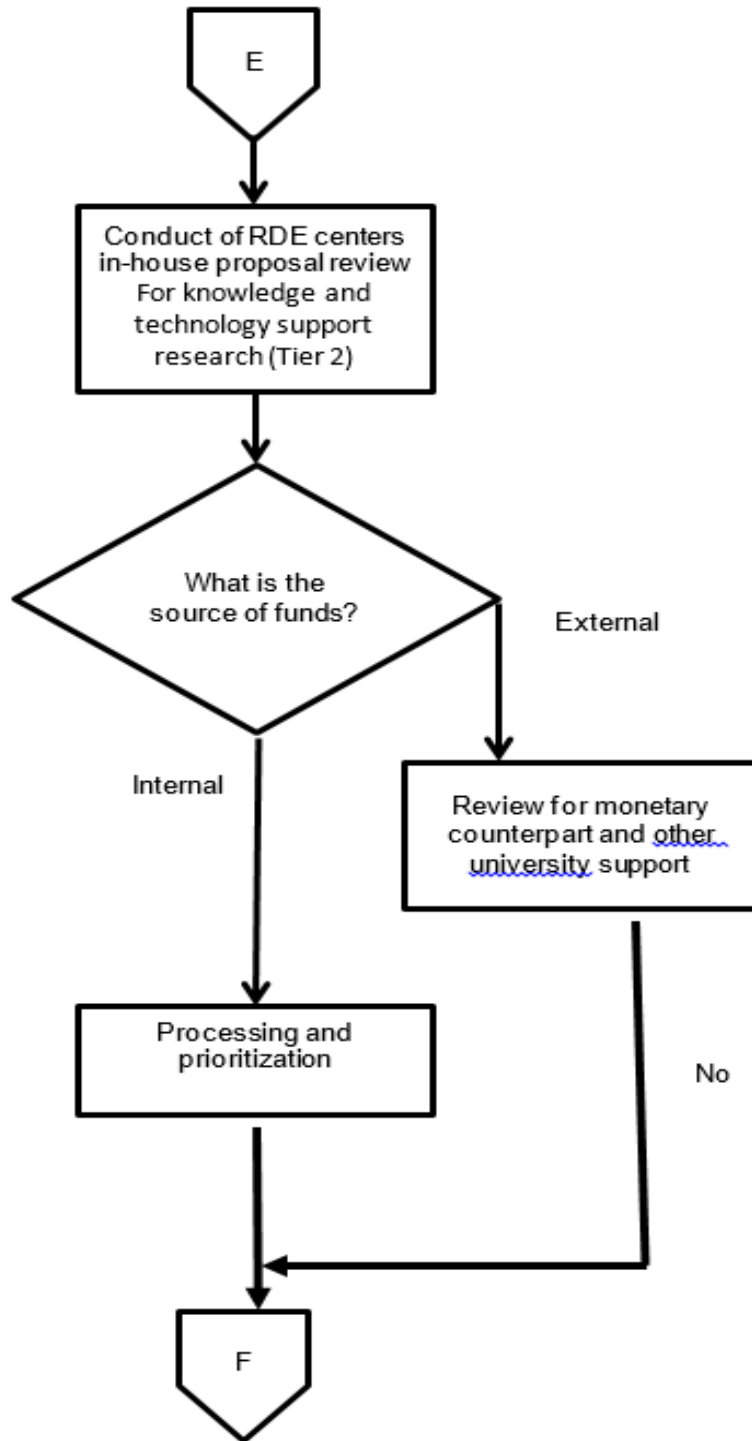 E
Conduct of RDE centers
in-house proposal review
For knowledge and
technology support
research (Tier 2)
What is the
source of funds?
External
Internal
Review for monetary
counterpart and other
university support
Processing and
prioritization
No
F